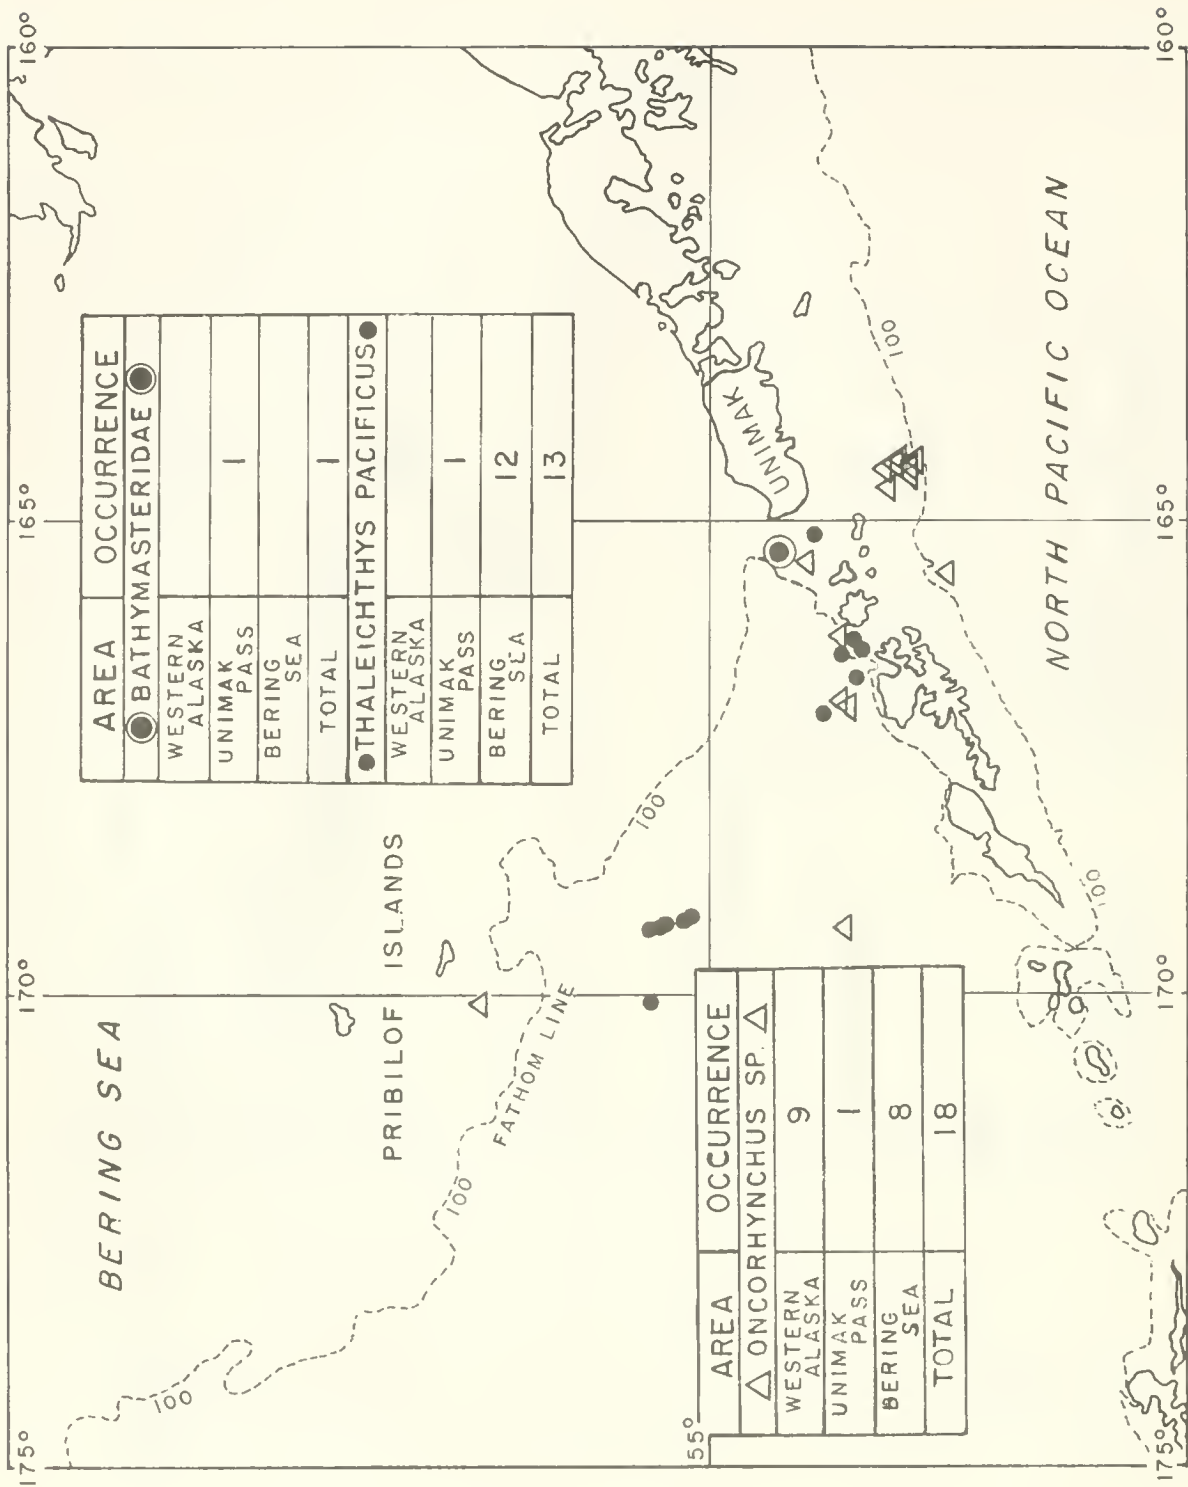 175°
170°
165°
160°
BERING SEA
PRIBILOF ISLANDS
100
FATHOM LINE
100
100
AREA OCCURRENCE
BATHYMASTERIDAE
WESTERN
ALASKA
UNIMAK
PASS 1
BERING
SEA
TOTAL 1
THALEICHTHYS PACIFICUS
WESTERN
ALASKA
UNIMAK
PASS 1
BERING
SEA 12
TOTAL 13
55°
UNIMAK
AREA OCCURRENCE
ONCORHYNCHUS SP.
WESTERN
ALASKA 9
UNIMAK
PASS 1
BERING
SEA 8
TOTAL 18
100
100
NORTH PACIFIC OCEAN
175°
170°
165°
160°